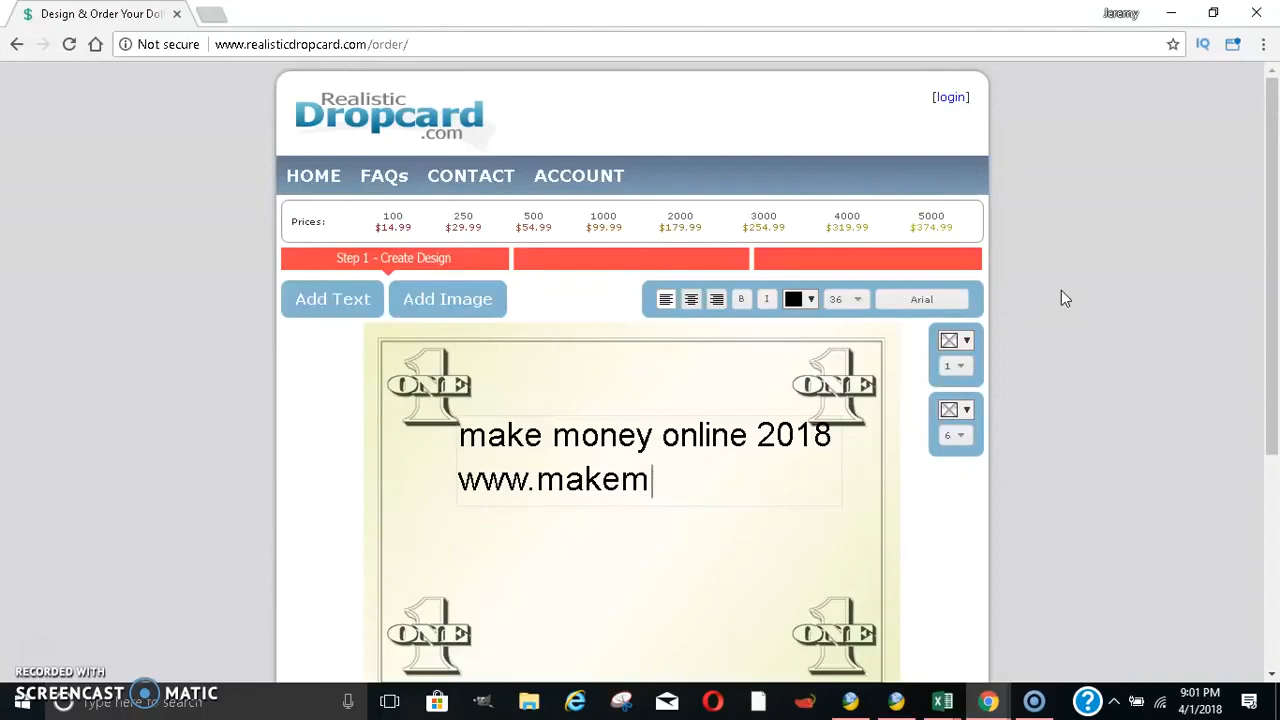 Design & Order Your Dol
Jeremy
Not secure
www.realisticdropcard.com/order/
Realistic
Dropcard
.com
[login]
HOME FAQs CONTACT ACCOUNT
Prices:
100 250 500 1000 2000 3000 4000 5000
$14.99 $29.99 $54.99 $99.99 $179.99 $254.99 $319.99 $374.99
Step 1 - Create Design
Add Text Add Image
B I 36 Arial
1
6
1 ONE
1 ONE
make money online 2018
www.makem
1 ONE
1 ONE
RECORDED WITH
SCREENCAST MATIC
Type here to search
9:01 PM
4/1/2018